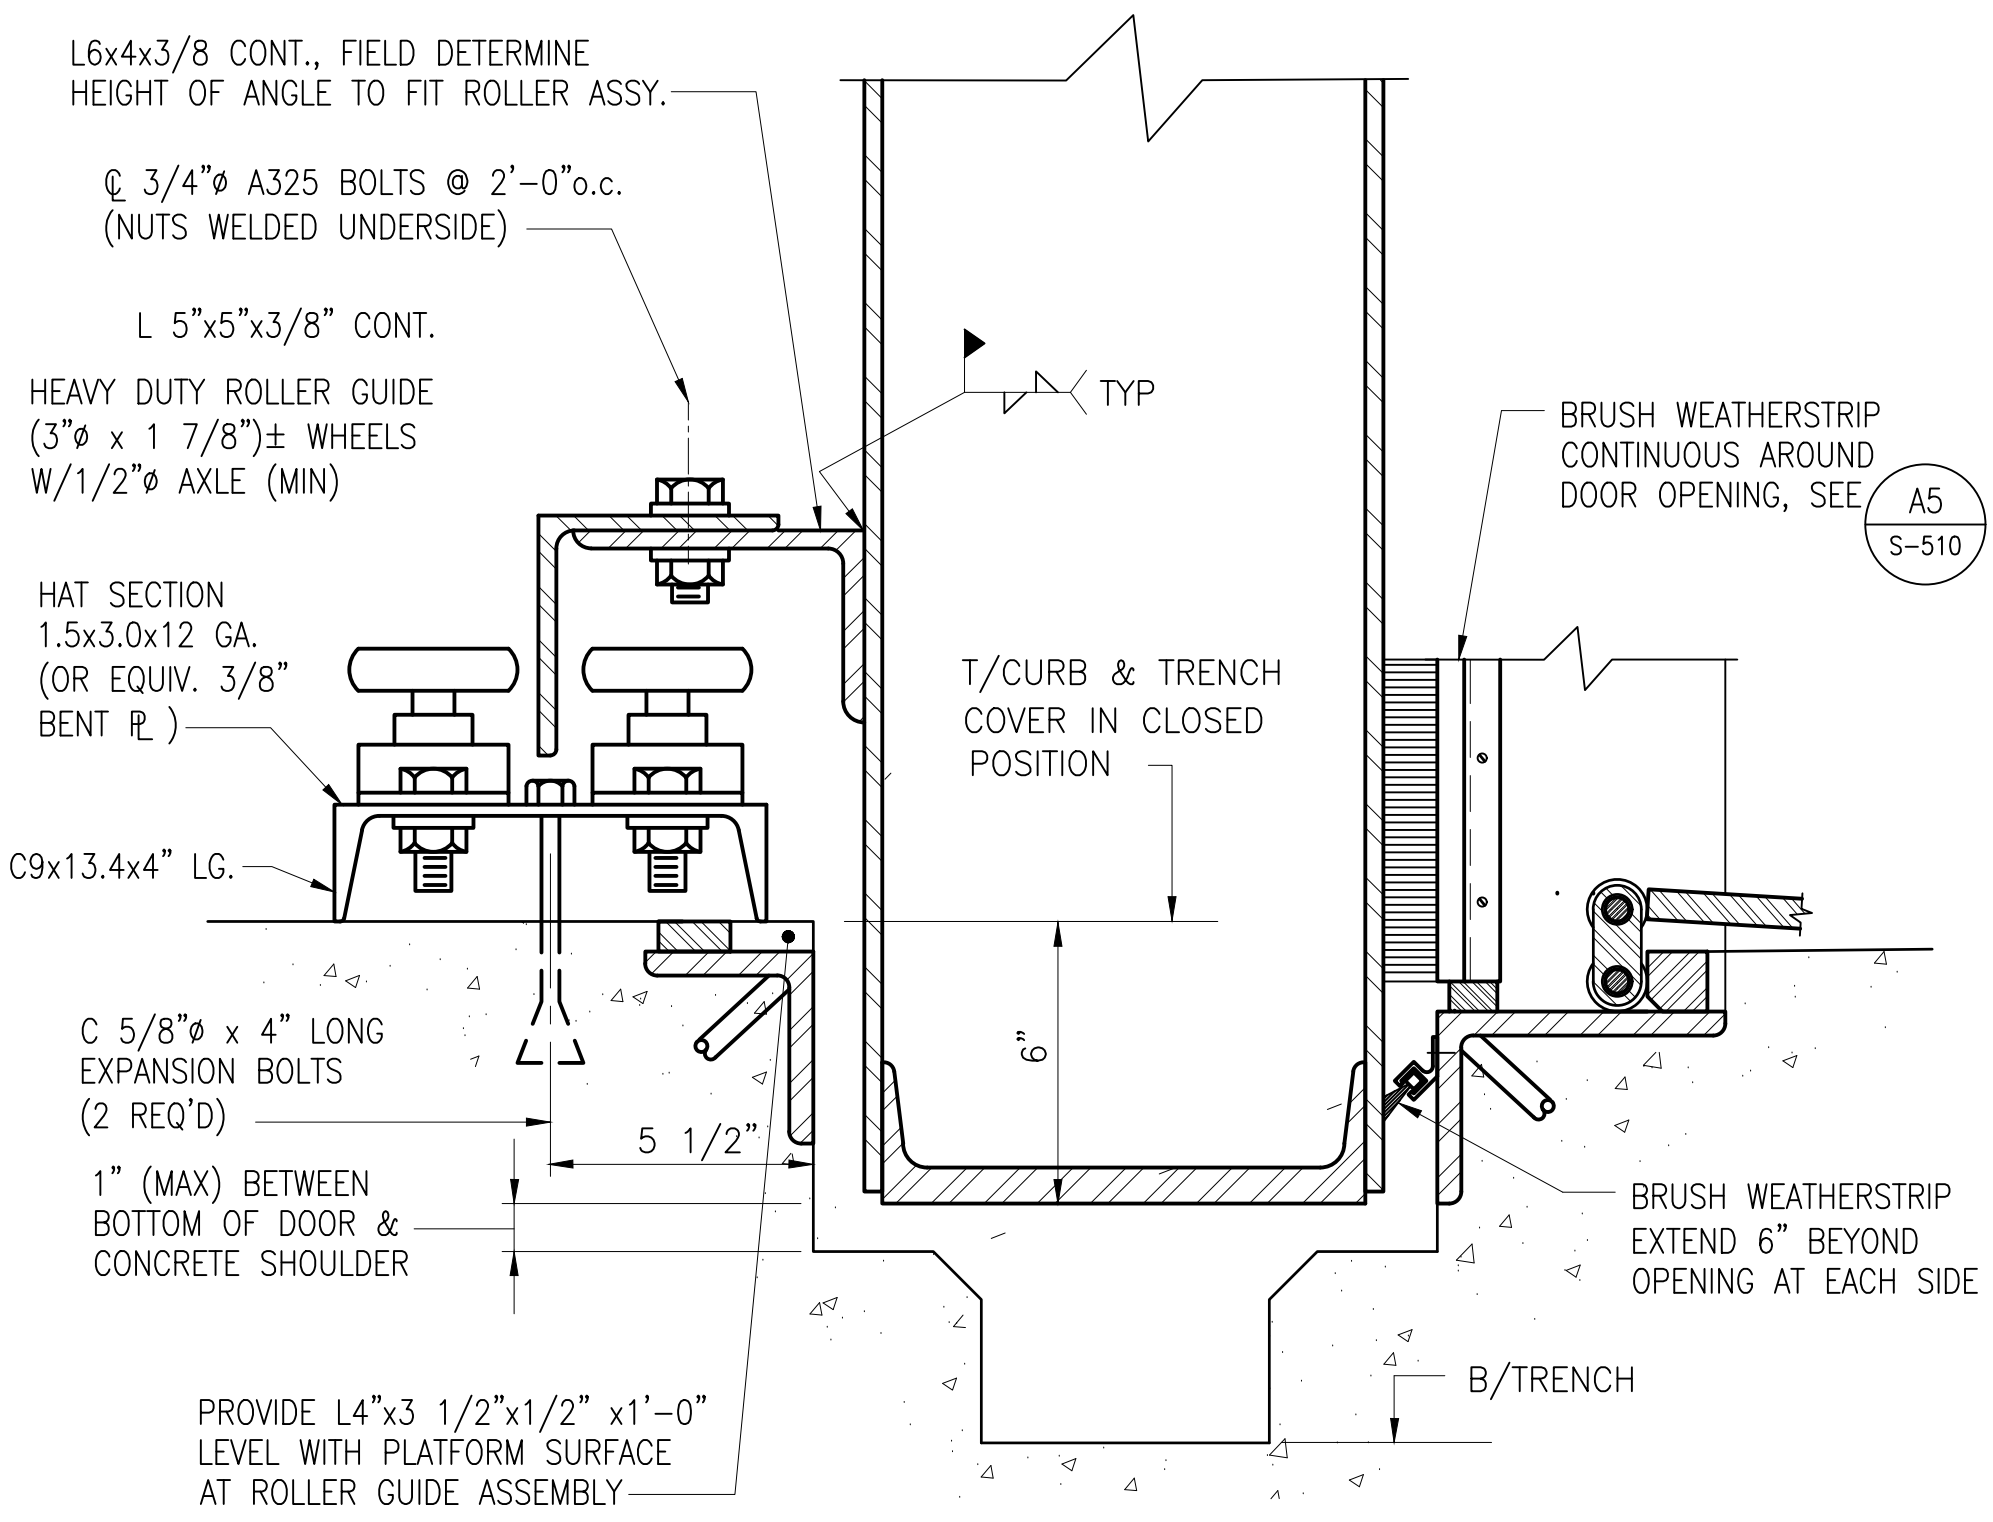 L6x4x3/8 CONT., FIELD DETERMINE
HEIGHT OF ANGLE TO FIT ROLLER ASSY.
℄ 3/4”ø A325 BOLTS @ 2’-0”o.c.
(NUTS WELDED UNDERSIDE)
L 5”x5”x3/8” CONT.
HEAVY DUTY ROLLER GUIDE
(3”ø x 1 7/8”)± WHEELS
W/1/2”ø AXLE (MIN)
HAT SECTION
1.5x3.0x12 GA.
(OR EQUIV. 3/8”
BENT PL )
C9x13.4x4” LG.
C 5/8”ø x 4” LONG
EXPANSION BOLTS
(2 REQ’D)
5 1/2”
1” (MAX) BETWEEN
BOTTOM OF DOOR &
CONCRETE SHOULDER
PROVIDE L4”x3 1/2”x1/2” x1’-0”
LEVEL WITH PLATFORM SURFACE
AT ROLLER GUIDE ASSEMBLY
TYP
T/CURB & TRENCH
COVER IN CLOSED
POSITION
6”
BRUSH WEATHERSTRIP
CONTINUOUS AROUND
DOOR OPENING, SEE
A5
S-510
BRUSH WEATHERSTRIP
EXTEND 6” BEYOND
OPENING AT EACH SIDE
B/TRENCH